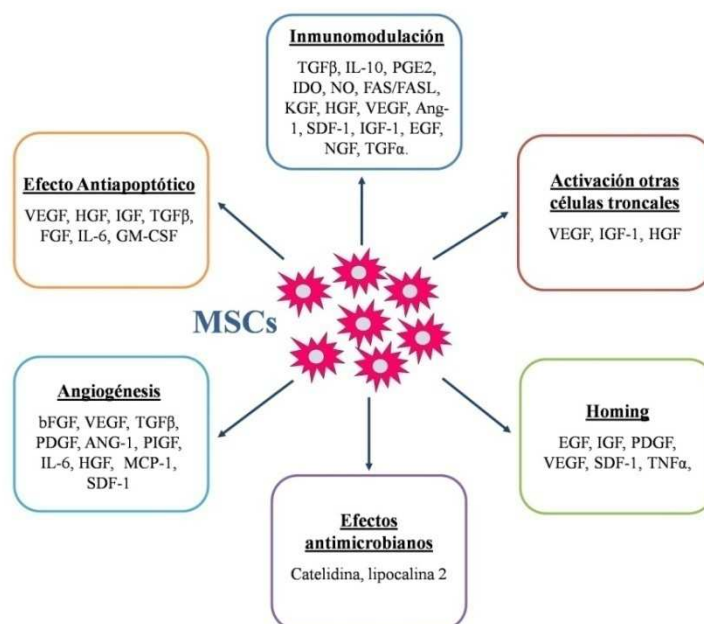 Inmunomodulación
TGFβ, IL-10, PGE2,
IDO, NO, FAS/FASL,
KGF, HGF, VEGF, Ang-
1, SDF-1, IGF-1, EGF,
NGF, TGFα.
Efecto Antiapoptótico
VEGF, HGF, IGF, TGFβ,
FGF, IL-6, GM-CSF
Activación otras
células troncales
VEGF, IGF-1, HGF
MSCs
Angiogénesis
bFGF, VEGF, TGFβ,
PDGF, ANG-1, PIGF,
IL-6, HGF, MCP-1,
SDF-1
Homing
EGF, IGF, PDGF,
VEGF, SDF-1, TNFα,
Efectos
antimicrobianos
Catelidina, lipocalina 2